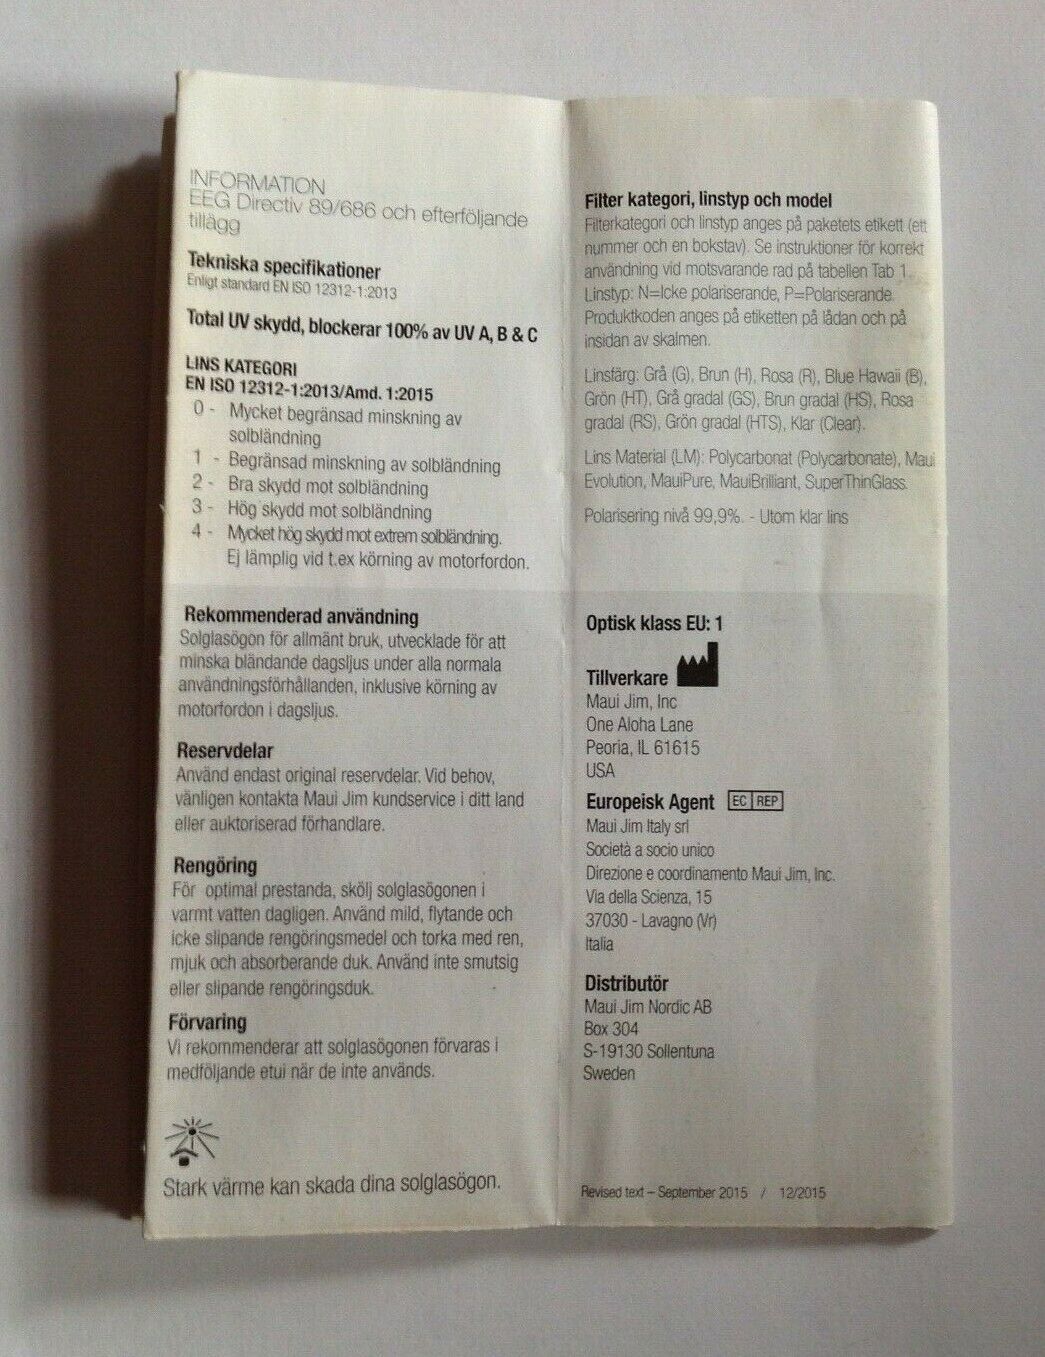 INFORMATION
EEG Directiv 89/686 och efterföljande
tillägg
Tekniska specifikationer
Enligt standard EN ISO 12312-1:2013
Total UV skydd, blockerar 100% av UV A, B & C
LINS KATEGORI
EN ISO 12312-1:2013/Amd. 1:2015
0 - Mycket begränsad minskning av
solbländning
1 - Begränsad minskning av solbländning
2 - Bra skydd mot solbländning
3 - Hög skydd mot solbländning
4 - Mycket hög skydd mot extrem solbländning.
Ej lämplig vid t.ex körning av motorfordon.
Rekommenderad användning
Solglasögon för allmänt bruk, utvecklade för att
minska bländande dagsljus under alla normala
användningsförhållanden, inklusive körning av
motorfordon i dagsljus.
Reservdelar
Använd endast original reservdelar. Vid behov,
vänligen kontakta Maui Jim kundservice i ditt land
eller auktoriserad förhandlare.
Rengöring
För optimal prestanda, skölj solglasögonen i
varmt vatten dagligen. Använd mild, flytande och
icke slipande rengöringsmedel och torka med ren,
mjuk och absorberande duk. Använd inte smutsig
eller slipande rengöringsduk.
Förvaring
Vi rekommenderar att solglasögonen förvaras i
medföljande etui när de inte används.
Stark värme kan skada dina solglasögon.
Filter kategori, linstyp och model
Filterkategori och linstyp anges på paketets etikett (ett
nummer och en bokstav). Se instruktioner för korrekt
användning vid motsvarande rad på tabellen Tab 1.
Linstyp: N=Icke polariserande, P=Polariserande.
Produktkoden anges på etiketten på lådan och på
insidan av skalmen.
Linsfärg: Grå (G), Brun (H), Rosa (R), Blue Hawaii (B),
Grön (HT), Grå gradal (GS), Brun gradal (HS), Rosa
gradal (RS), Grön gradal (HTS), Klar (Clear).
Lins Material (LM): Polycarbonat (Polycarbonate), Maui
Evolution, MauiPure, MauiBrilliant, SuperThinGlass.
Polarisering nivå 99,9%. - Utom klar lins
Optisk klass EU: 1
Tillverkare
Maui Jim, Inc
One Aloha Lane
Peoria, IL 61615
USA
Europeisk Agent EC REP
Maui Jim Italy srl
Società a socio unico
Direzione e coordinamento Maui Jim, Inc.
Via della Scienza, 15
37030 - Lavagno (Vr)
Italia
Distributör
Maui Jim Nordic AB
Box 304
S-19130 Sollentuna
Sweden
Revised text – September 2015 / 12/2015